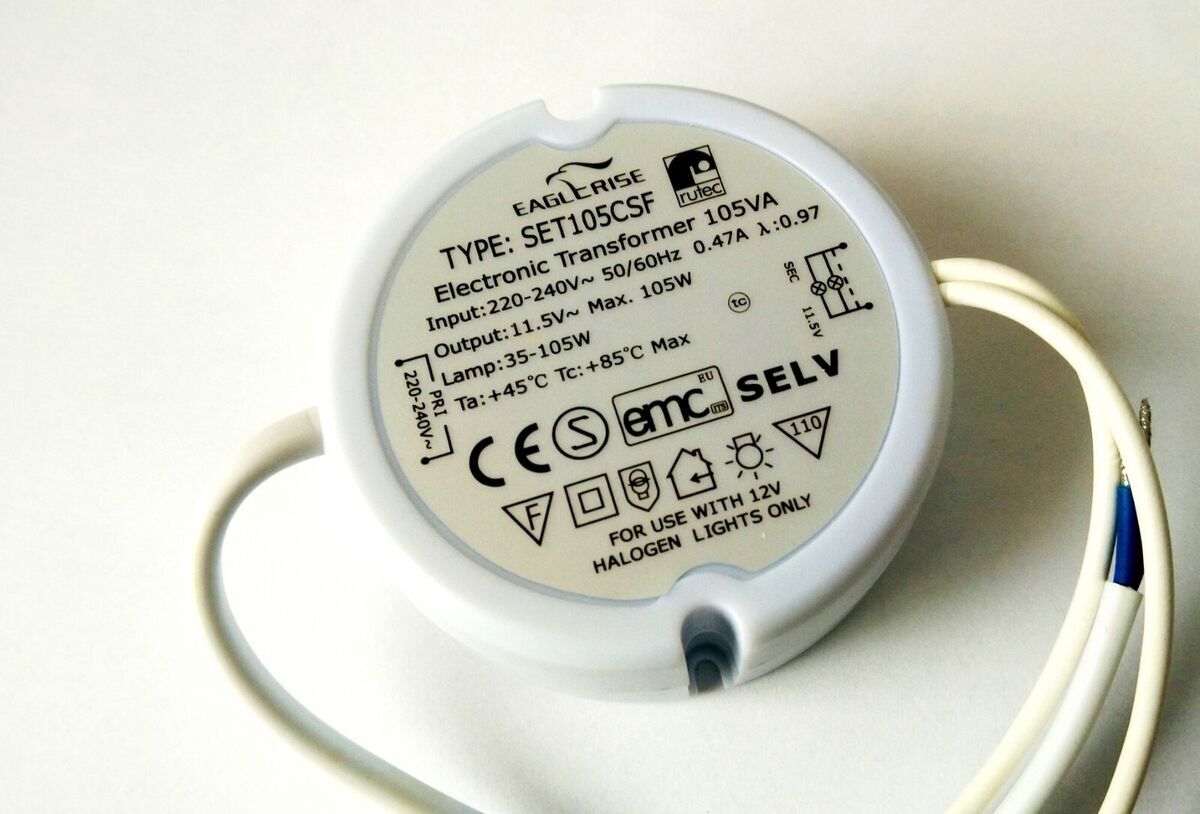 EAGLERISE
rutec
TYPE: SET105CSF
Electronic Transformer 105VA
Input:220-240V~ 50/60Hz 0.47A λ:0.97
Output:11.5V~ Max. 105W
Lamp:35-105W
Ta:+45°C Tc:+85°C Max
tc
SEC
11.5V
PRI
220-240V~
CE
S
emc
EU
SELV
F
110
FOR USE WITH 12V
HALOGEN LIGHTS ONLY